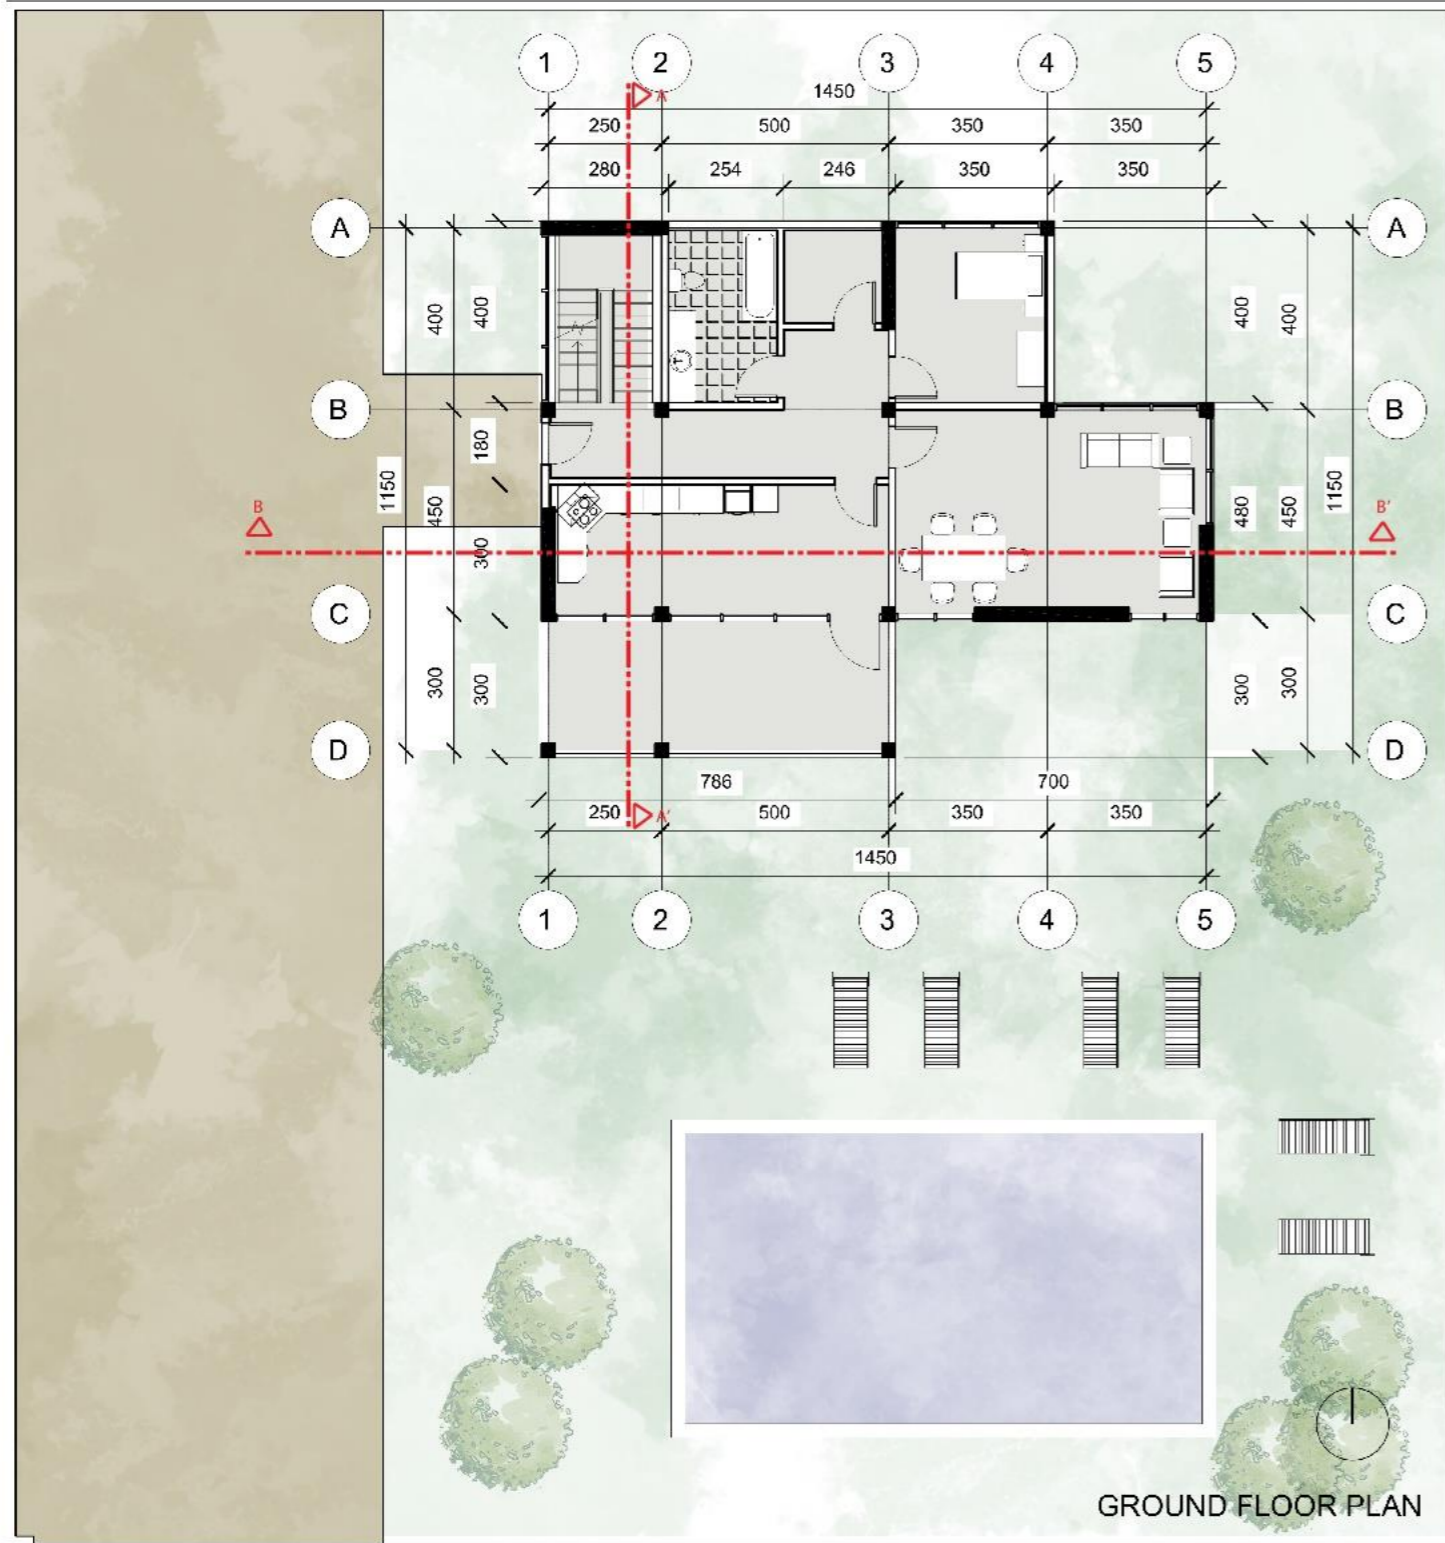 1 2 3 4 5
A
1450
250 500 350 350
280 254 246 350 350
A A
400 400 400 400
B B
180
1150 450 480 450 1150
B B'
300
C C
300 300 300 300
D D
786 700
250 A' 500 350 350
1450
1 2 3 4 5
GROUND FLOOR PLAN